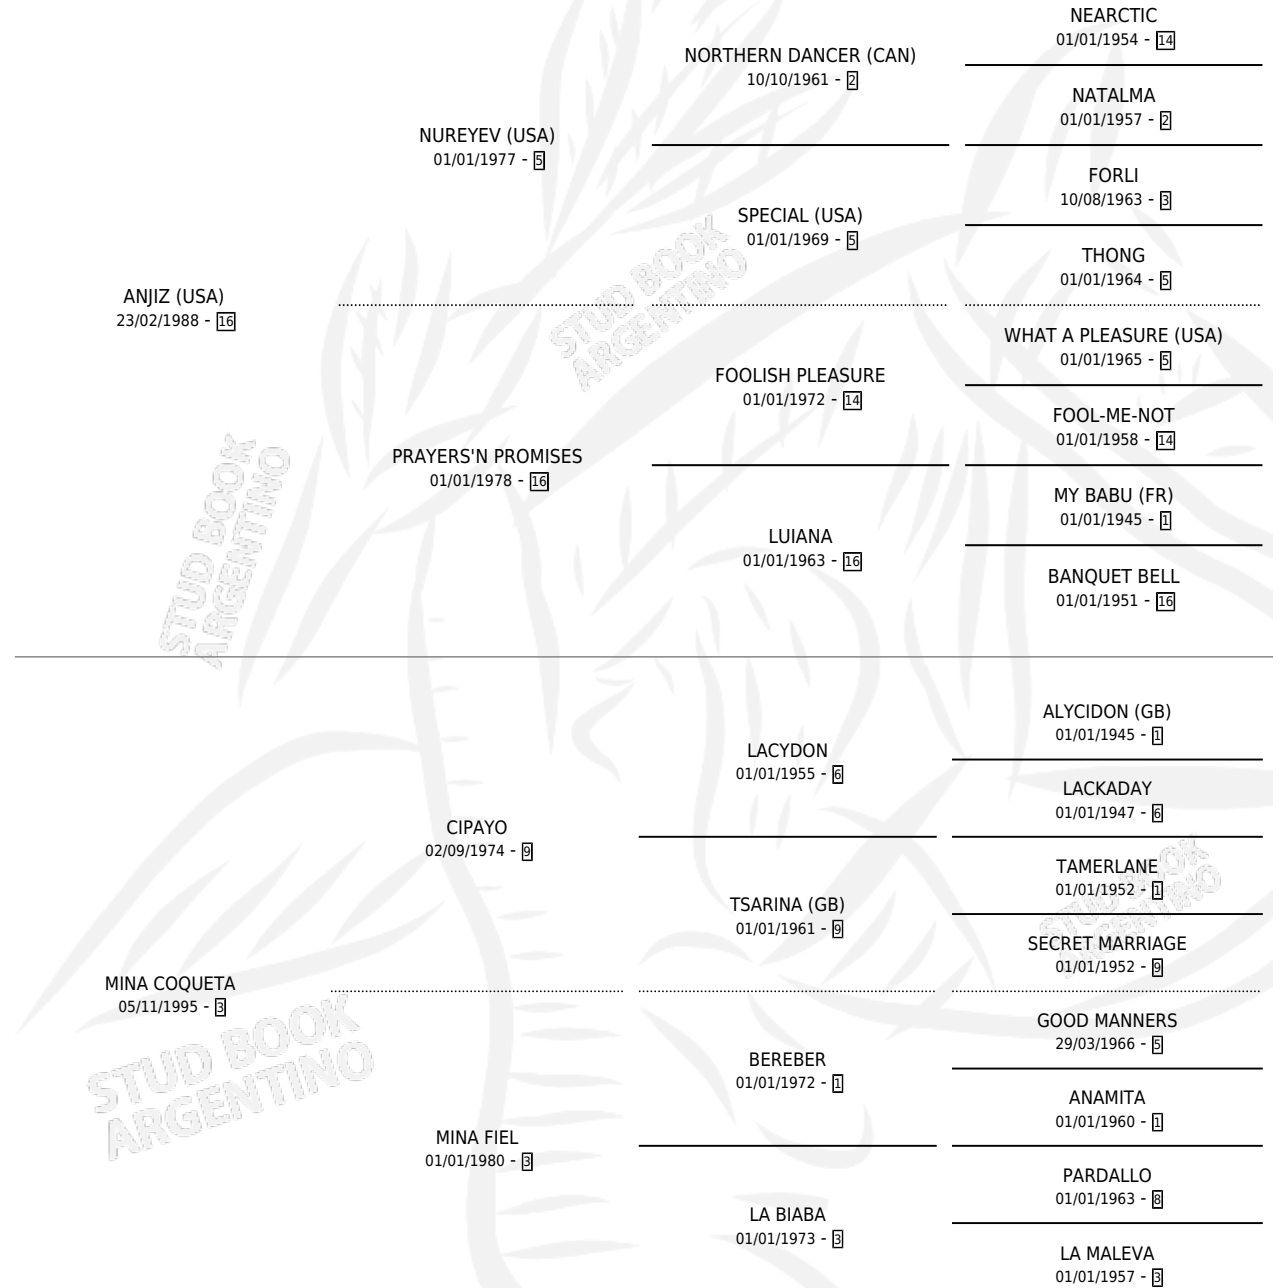 NEARCTIC
01/01/1954 - 14
NORTHERN DANCER (CAN)
10/10/1961 - 2
NATALMA
01/01/1957 - 2
NUREYEV (USA)
01/01/1977 - 5
FORLI
10/08/1963 - 3
SPECIAL (USA)
01/01/1969 - 5
THONG
01/01/1964 - 5
ANJIZ (USA)
23/02/1988 - 16
WHAT A PLEASURE (USA)
01/01/1965 - 5
FOOLISH PLEASURE
01/01/1972 - 14
FOOL-ME-NOT
01/01/1958 - 14
PRAYERS'N PROMISES
01/01/1978 - 16
MY BABU (FR)
01/01/1945 - 1
LUIANA
01/01/1963 - 16
BANQUET BELL
01/01/1951 - 16
ALYCIDON (GB)
01/01/1945 - 1
LACYDON
01/01/1955 - 6
LACKADAY
01/01/1947 - 6
CIPAYO
02/09/1974 - 9
TAMERLANE
01/01/1952 - 1
TSARINA (GB)
01/01/1961 - 9
SECRET MARRIAGE
01/01/1952 - 9
MINA COQUETA
05/11/1995 - 3
GOOD MANNERS
29/03/1966 - 5
BEREBER
01/01/1972 - 1
ANAMITA
01/01/1960 - 1
MINA FIEL
01/01/1980 - 3
PARDALLO
01/01/1963 - 8
LA BIABA
01/01/1973 - 3
LA MALEVA
01/01/1957 - 3
STUD BOOK
ARGENTINO
STUD BOOK
ARGENTINO
STUD BOOK
ARGENTINO
STUD BOOK
ARGENTINO